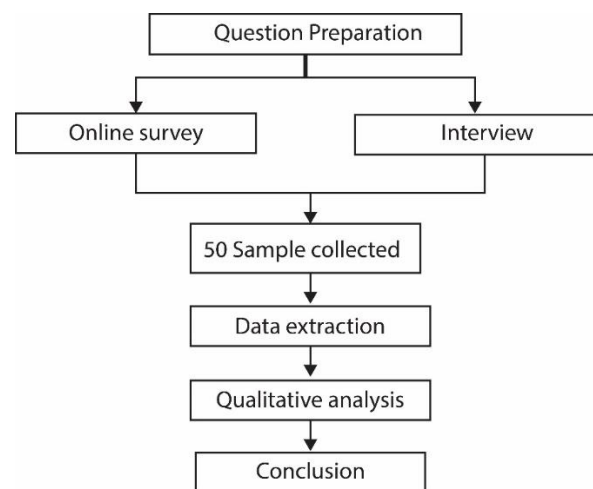 Question Preparation
Online survey
Interview
50 Sample collected
Data extraction
Qualitative analysis
Conclusion